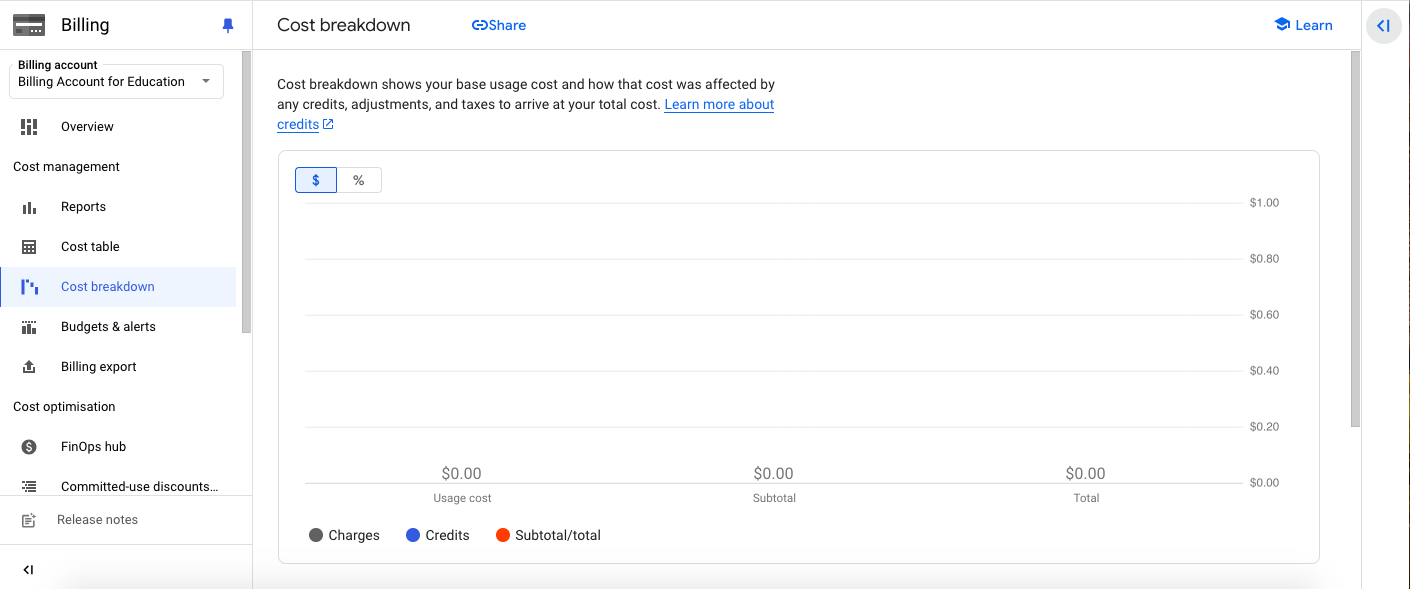 Billing
Cost breakdown
Share
Learn
Billing account
Billing Account for Education
Overview
Cost management
Reports
Cost table
Cost breakdown
Budgets & alerts
Billing export
Cost optimisation
FinOps hub
Committed-use discounts...
Release notes
Cost breakdown shows your base usage cost and how that cost was affected by
any credits, adjustments, and taxes to arrive at your total cost. Learn more about
credits
$ %
$1.00
$0.80
$0.60
$0.40
$0.20
$0.00
$0.00 $0.00 $0.00
Usage cost Subtotal Total
Charges Credits Subtotal/total